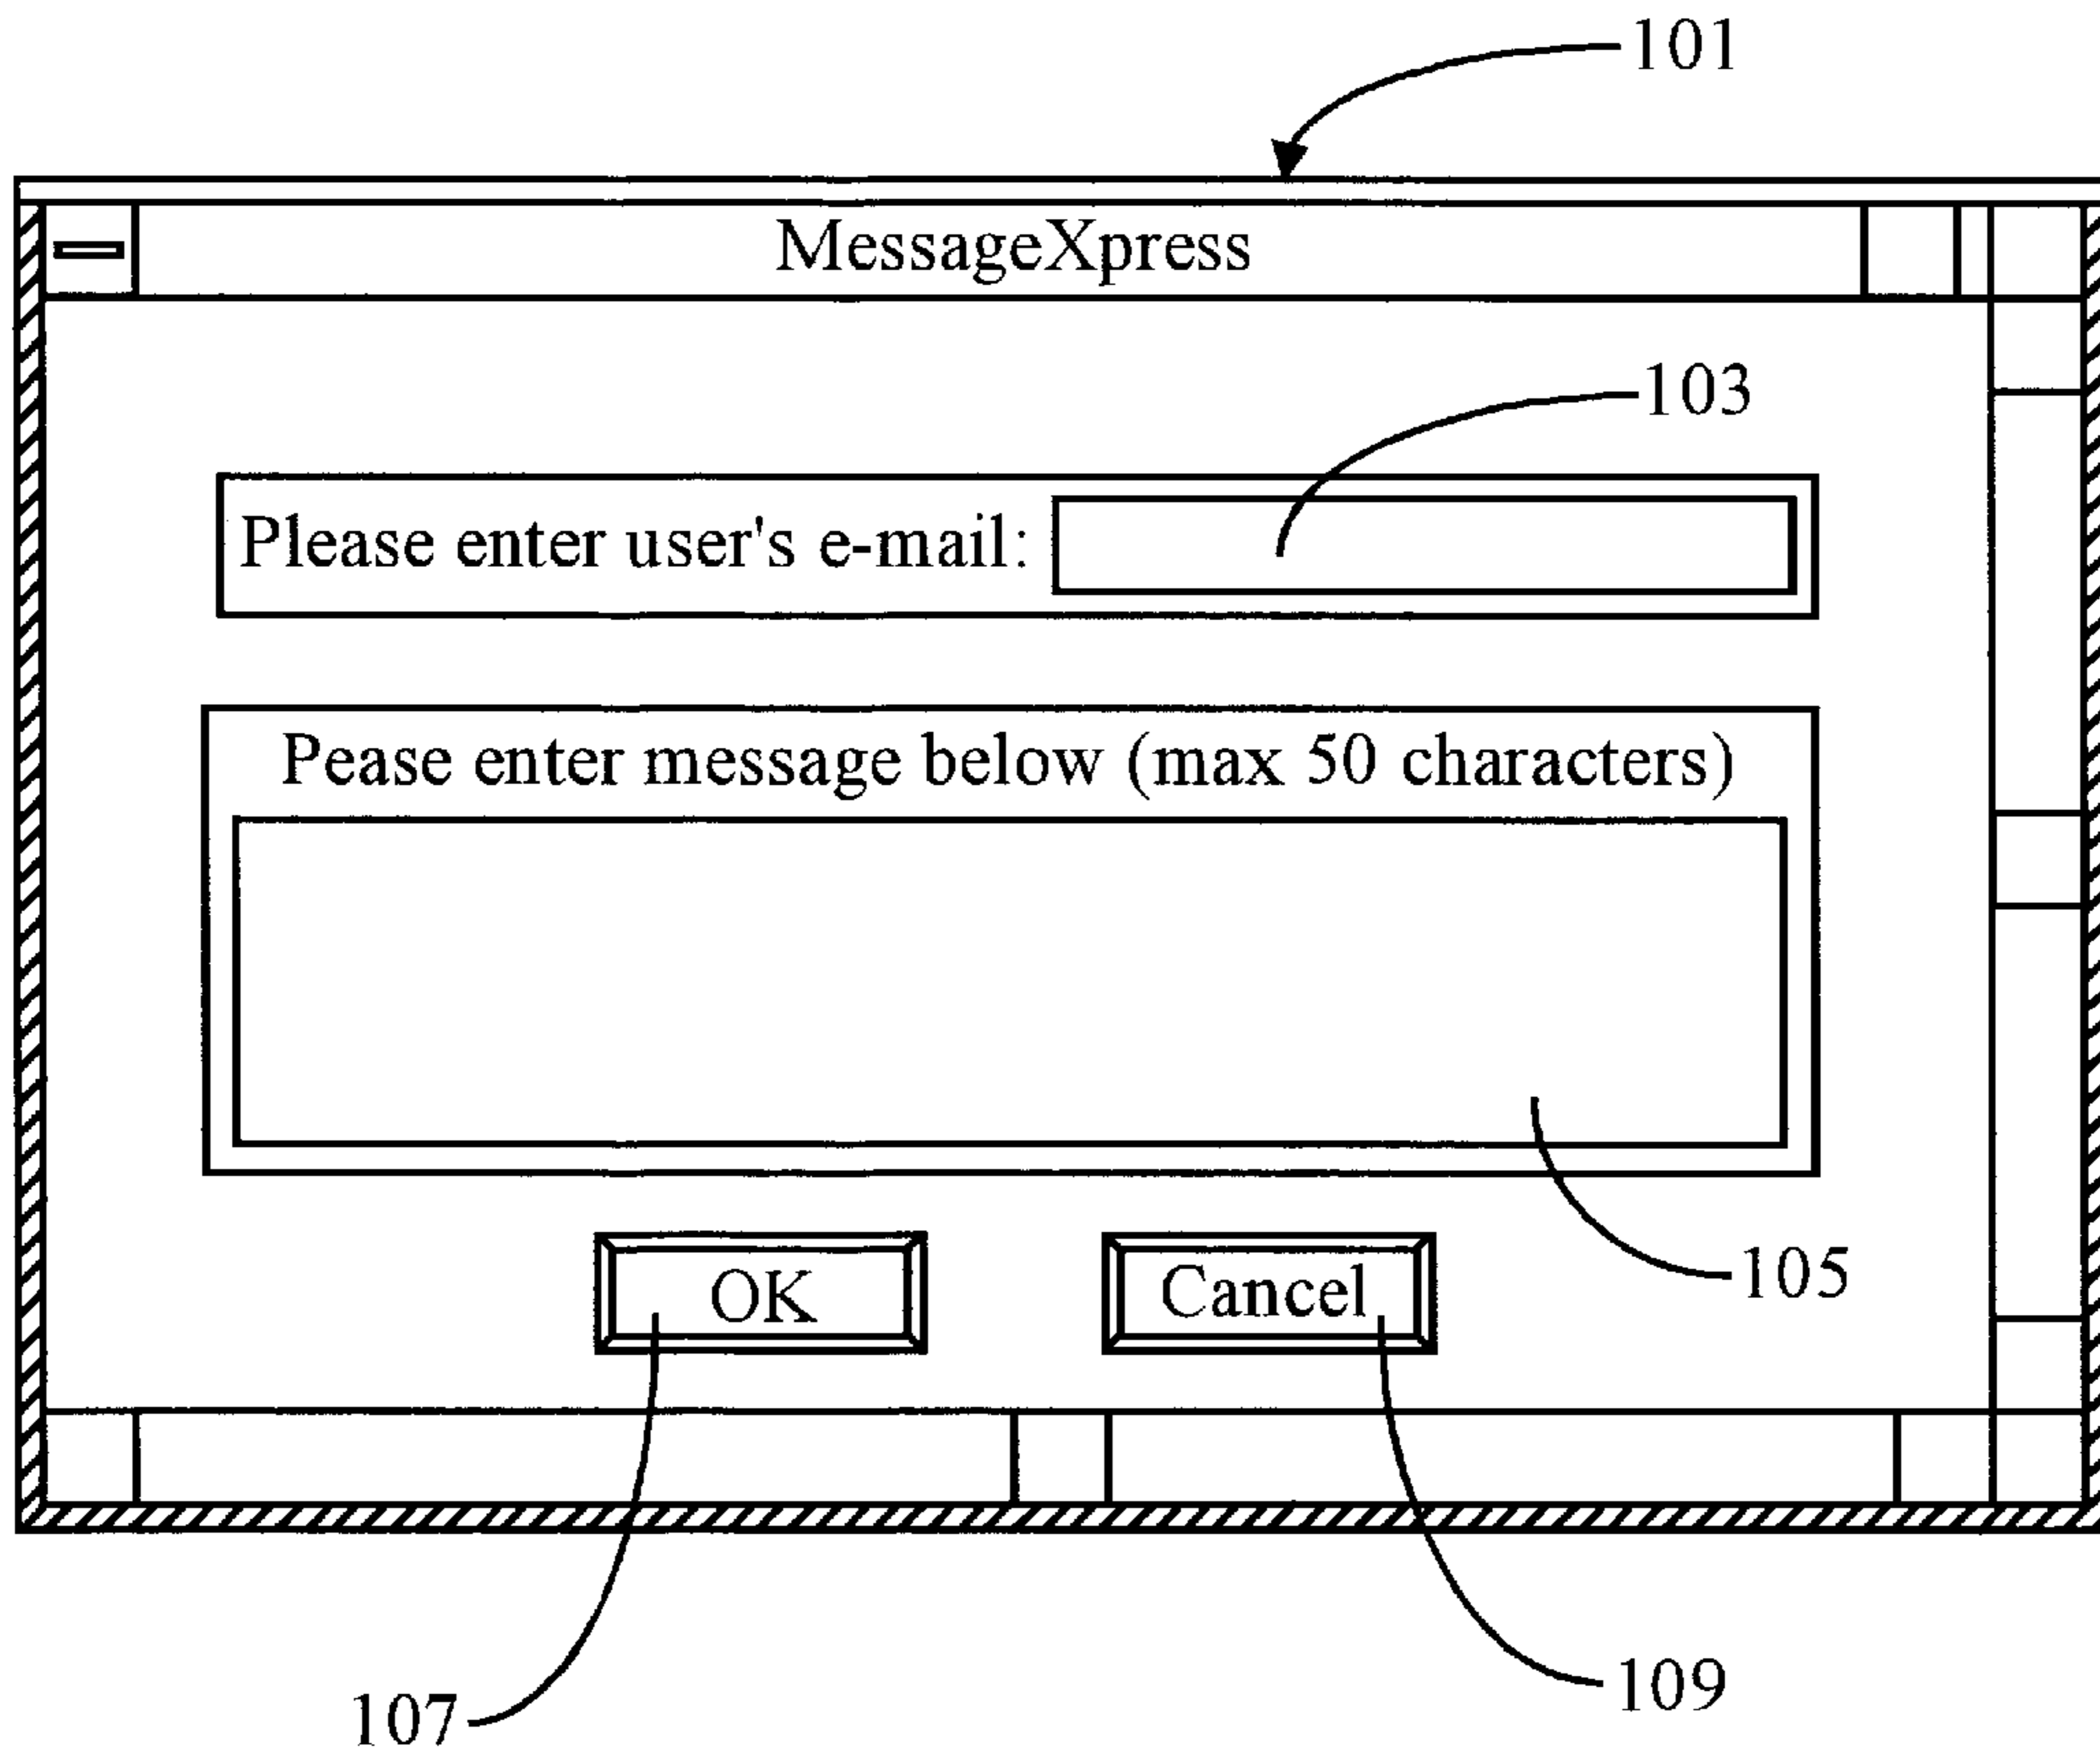 101
MessageXpress
103
Please enter user's e-mail:
Pease enter message below (max 50 characters)
105
OK
Cancel
107
109